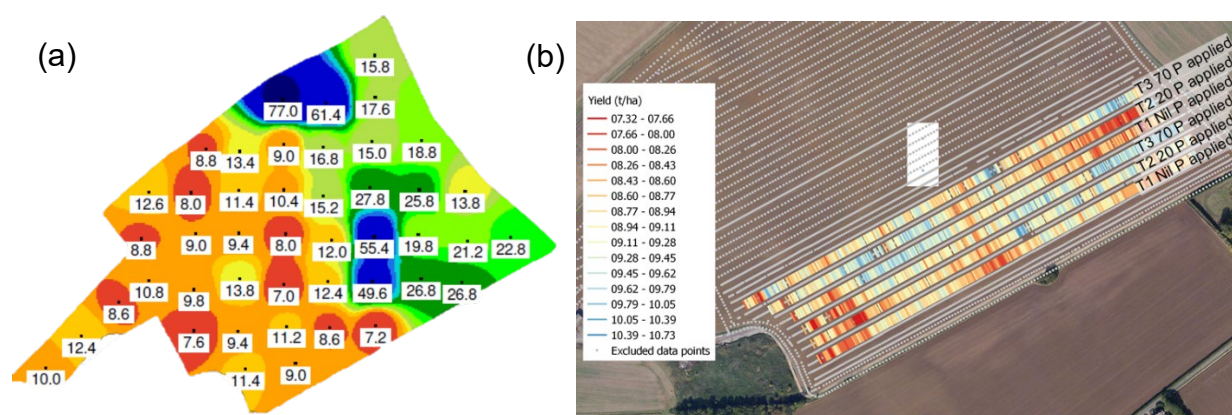 (a)
15.8
77.0
61.4
17.6
8.8
13.4
9.0
16.8
15.0
18.8
12.6
8.0
11.4
10.4
15.2
27.8
25.8
13.8
8.8
9.0
9.4
8.0
12.0
55.4
19.8
21.2
22.8
10.8
9.8
13.8
7.0
12.4
49.6
26.8
26.8
8.6
12.4
7.6
9.4
11.2
8.6
7.2
10.0
11.4
9.0
(b)
Yield (t/ha)
07.32 - 07.66
07.66 - 08.00
08.00 - 08.26
08.26 - 08.43
08.43 - 08.60
08.60 - 08.77
08.77 - 08.94
08.94 - 09.11
09.11 - 09.28
09.28 - 09.45
09.45 - 09.62
09.62 - 09.79
09.79 - 10.05
10.05 - 10.39
10.39 - 10.73
Excluded data points
T3 70 P applied
T2 20 P applied
T1 Nil P applied
T3 70 P applied
T2 20 P applied
T1 Nil P applied